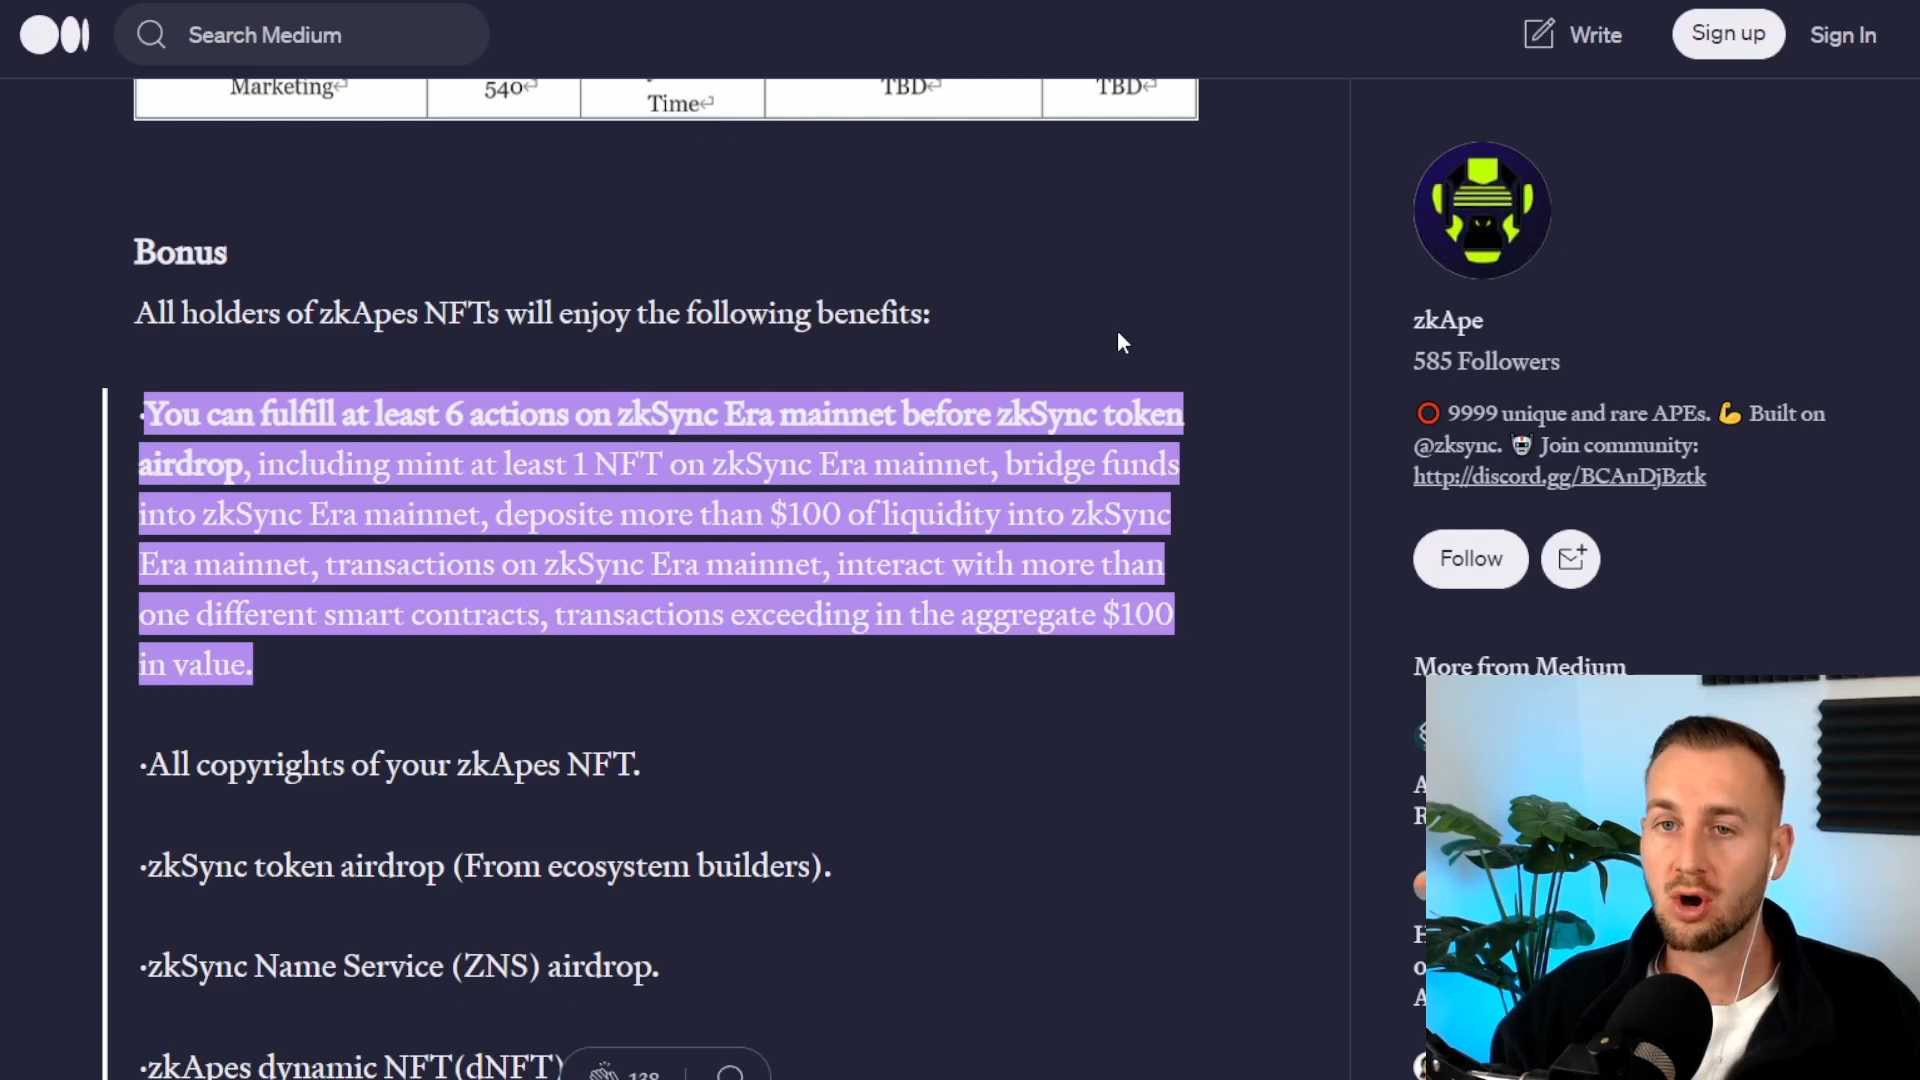 Search Medium
Write
Sign up
Sign In
Marketing
540
Time
TBD
TBD
Bonus
All holders of zkApes NFTs will enjoy the following benefits:
·You can fulfill at least 6 actions on zkSync Era mainnet before zkSync token
airdrop, including mint at least 1 NFT on zkSync Era mainnet, bridge funds
into zkSync Era mainnet, deposite more than $100 of liquidity into zkSync
Era mainnet, transactions on zkSync Era mainnet, interact with more than
one different smart contracts, transactions exceeding in the aggregate $100
in value.
·All copyrights of your zkApes NFT.
·zkSync token airdrop (From ecosystem builders).
·zkSync Name Service (ZNS) airdrop.
·zkApes dynamic NFT(dNFT)
138
zkApe
585 Followers
⭕ 9999 unique and rare APEs. 💪 Built on
@zksync. 🤖 Join community:
http://discord.gg/BCAnDjBztk
Follow
More from Medium
A
R
H
o
A